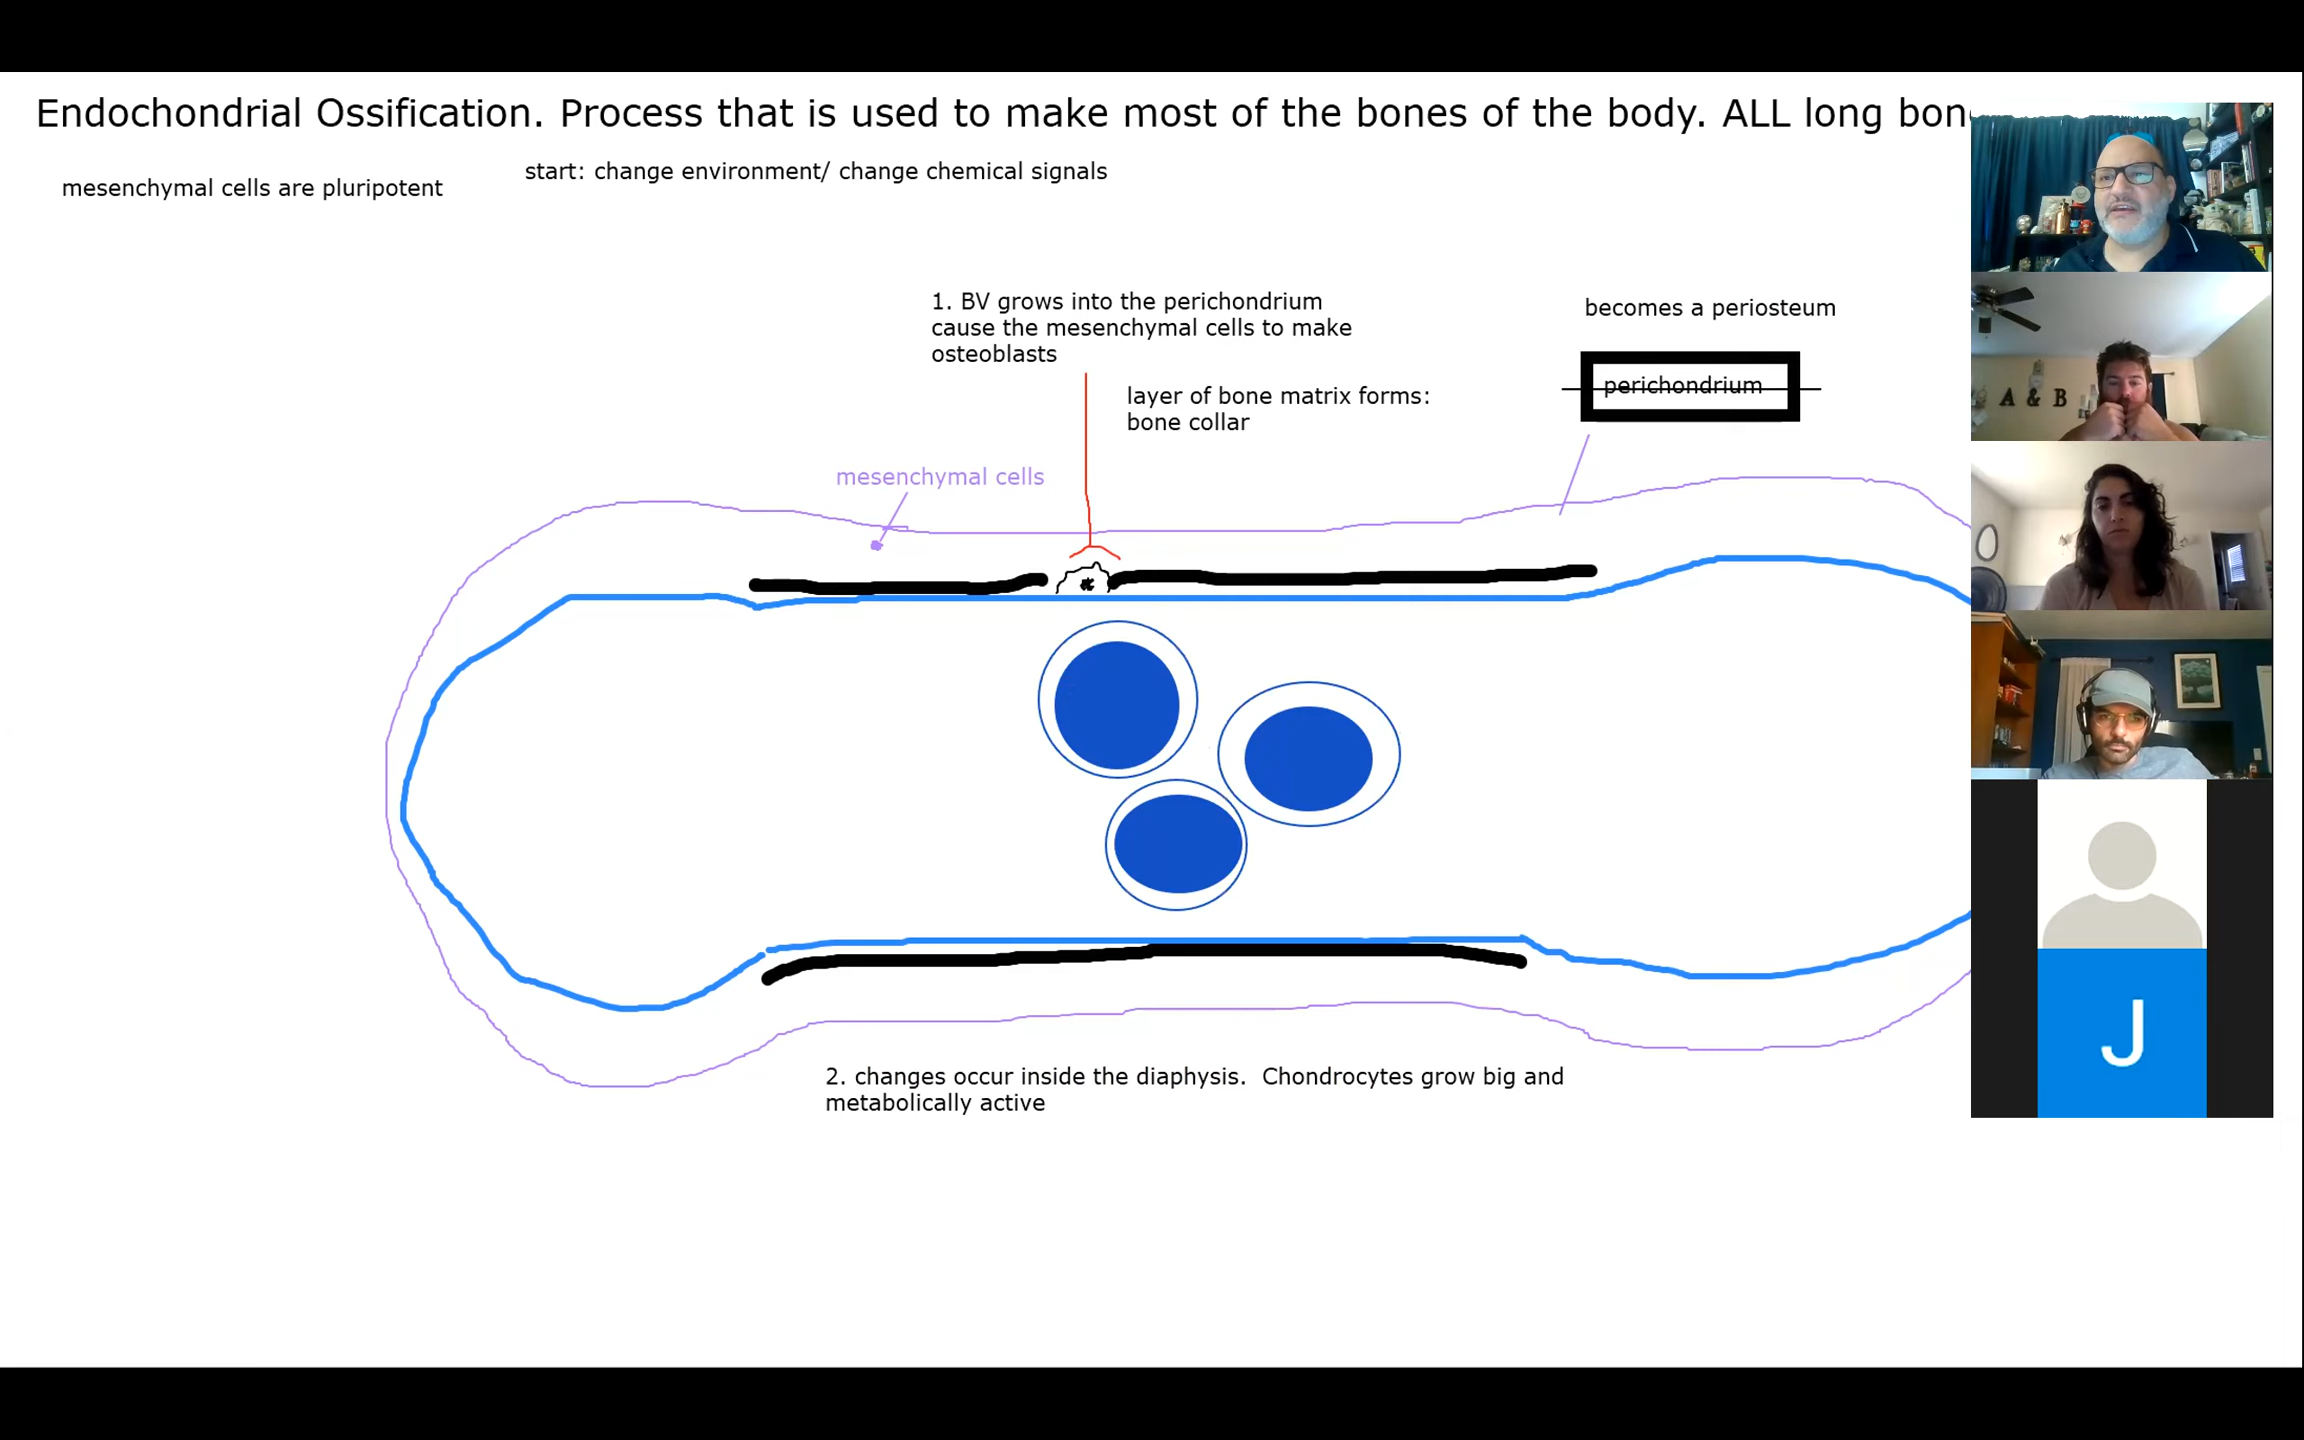 Endochondrial Ossification. Process that is used to make most of the bones of the body. ALL long bon
mesenchymal cells are pluripotent
start: change environment/ change chemical signals
1. BV grows into the perichondrium
cause the mesenchymal cells to make
osteoblasts
becomes a periosteum
perichondrium
layer of bone matrix forms:
bone collar
mesenchymal cells
A & B
2. changes occur inside the diaphysis. Chondrocytes grow big and
metabolically active
J